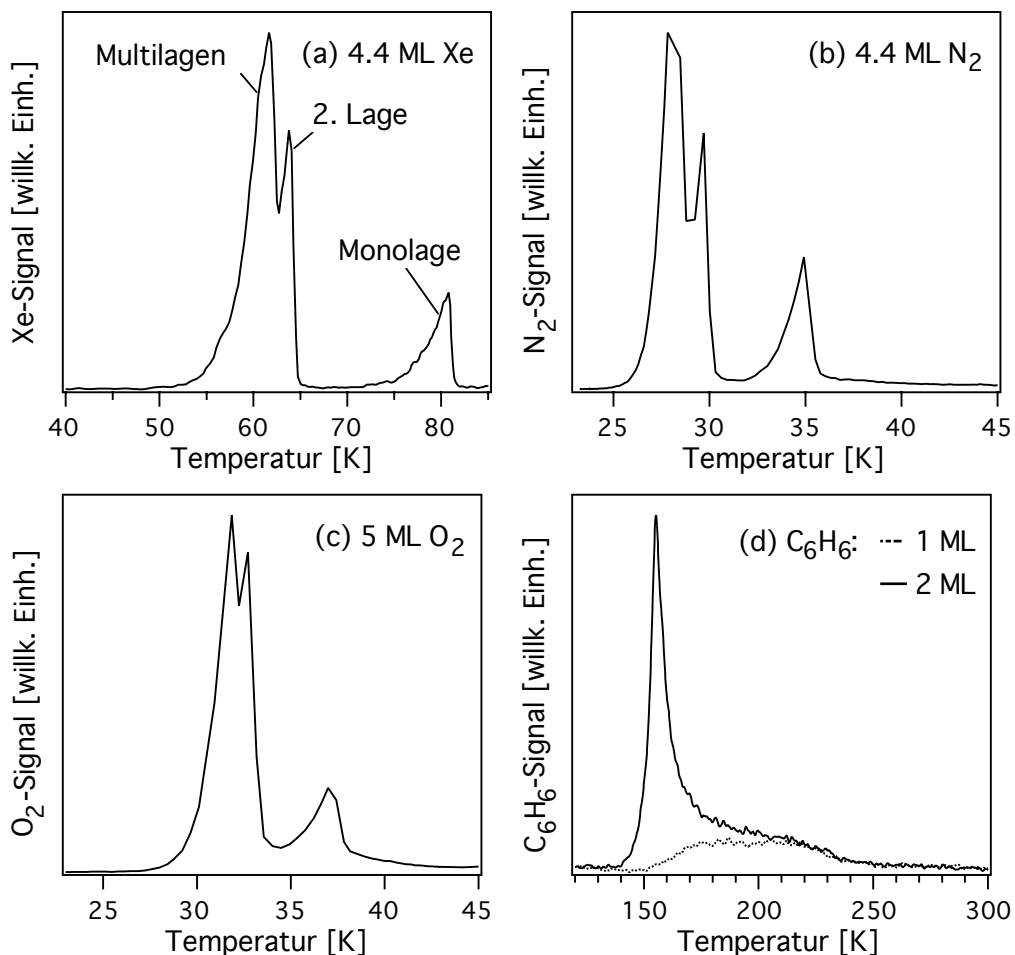 (a) 4.4 ML Xe
Multilagen
2. Lage
Monolage
Xe-Signal [willk. Einh.]
40 50 60 70 80
Temperatur [K]
(b) 4.4 ML N2
N2-Signal [willk. Einh.]
25 30 35 40 45
Temperatur [K]
(c) 5 ML O2
O2-Signal [willk. Einh.]
25 30 35 40 45
Temperatur [K]
(d) C6H6: 1 ML
2 ML
C6H6-Signal [willk. Einh.]
150 200 250 300
Temperatur [K]